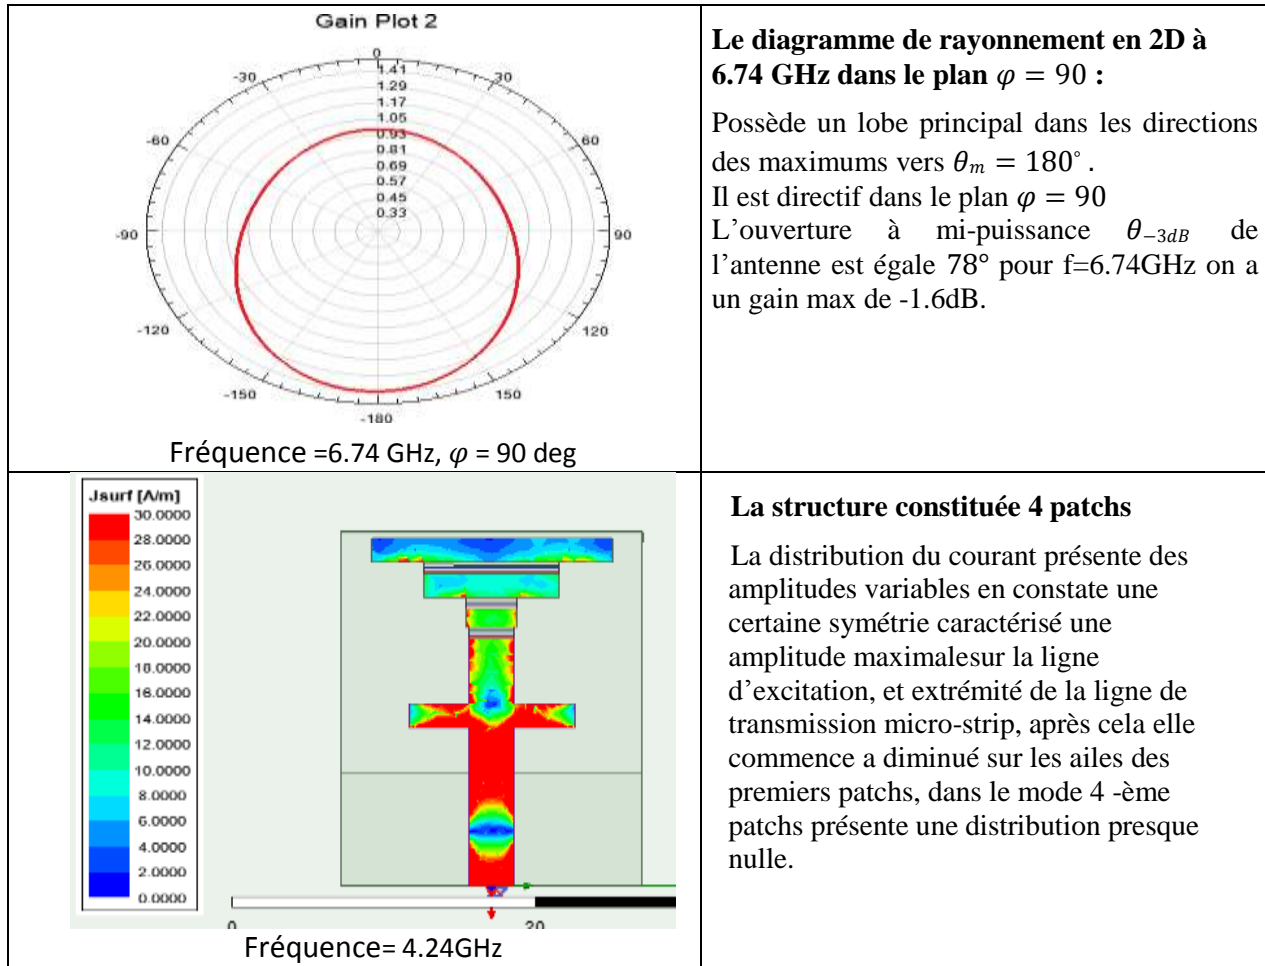 Gain Plot 2
0
-30
30
1.41
1.29
1.17
1.05
0.93
0.81
0.69
0.57
0.45
0.33
-60
60
-90
90
-120
120
-150
150
-180
Fréquence =6.74 GHz, φ = 90 deg
Le diagramme de rayonnement en 2D à
6.74 GHz dans le plan φ = 90 :
Possède un lobe principal dans les directions
des maximums vers θm = 180° .
Il est directif dans le plan φ = 90
L'ouverture à mi-puissance θ−3dB de
l'antenne est égale 78° pour f=6.74GHz on a
un gain max de -1.6dB.
Jsurf [A/m]
30.0000
28.0000
26.0000
24.0000
22.0000
20.0000
18.0000
16.0000
14.0000
12.0000
10.0000
8.0000
6.0000
4.0000
2.0000
0.0000
0
20
Fréquence= 4.24GHz
La structure constituée 4 patchs
La distribution du courant présente des
amplitudes variables en constate une
certaine symétrie caractérisé une
amplitude maximalesur la ligne
d'excitation, et extrémité de la ligne de
transmission micro-strip, après cela elle
commence a diminué sur les ailes des
premiers patchs, dans le mode 4 -ème
patchs présente une distribution presque
nulle.